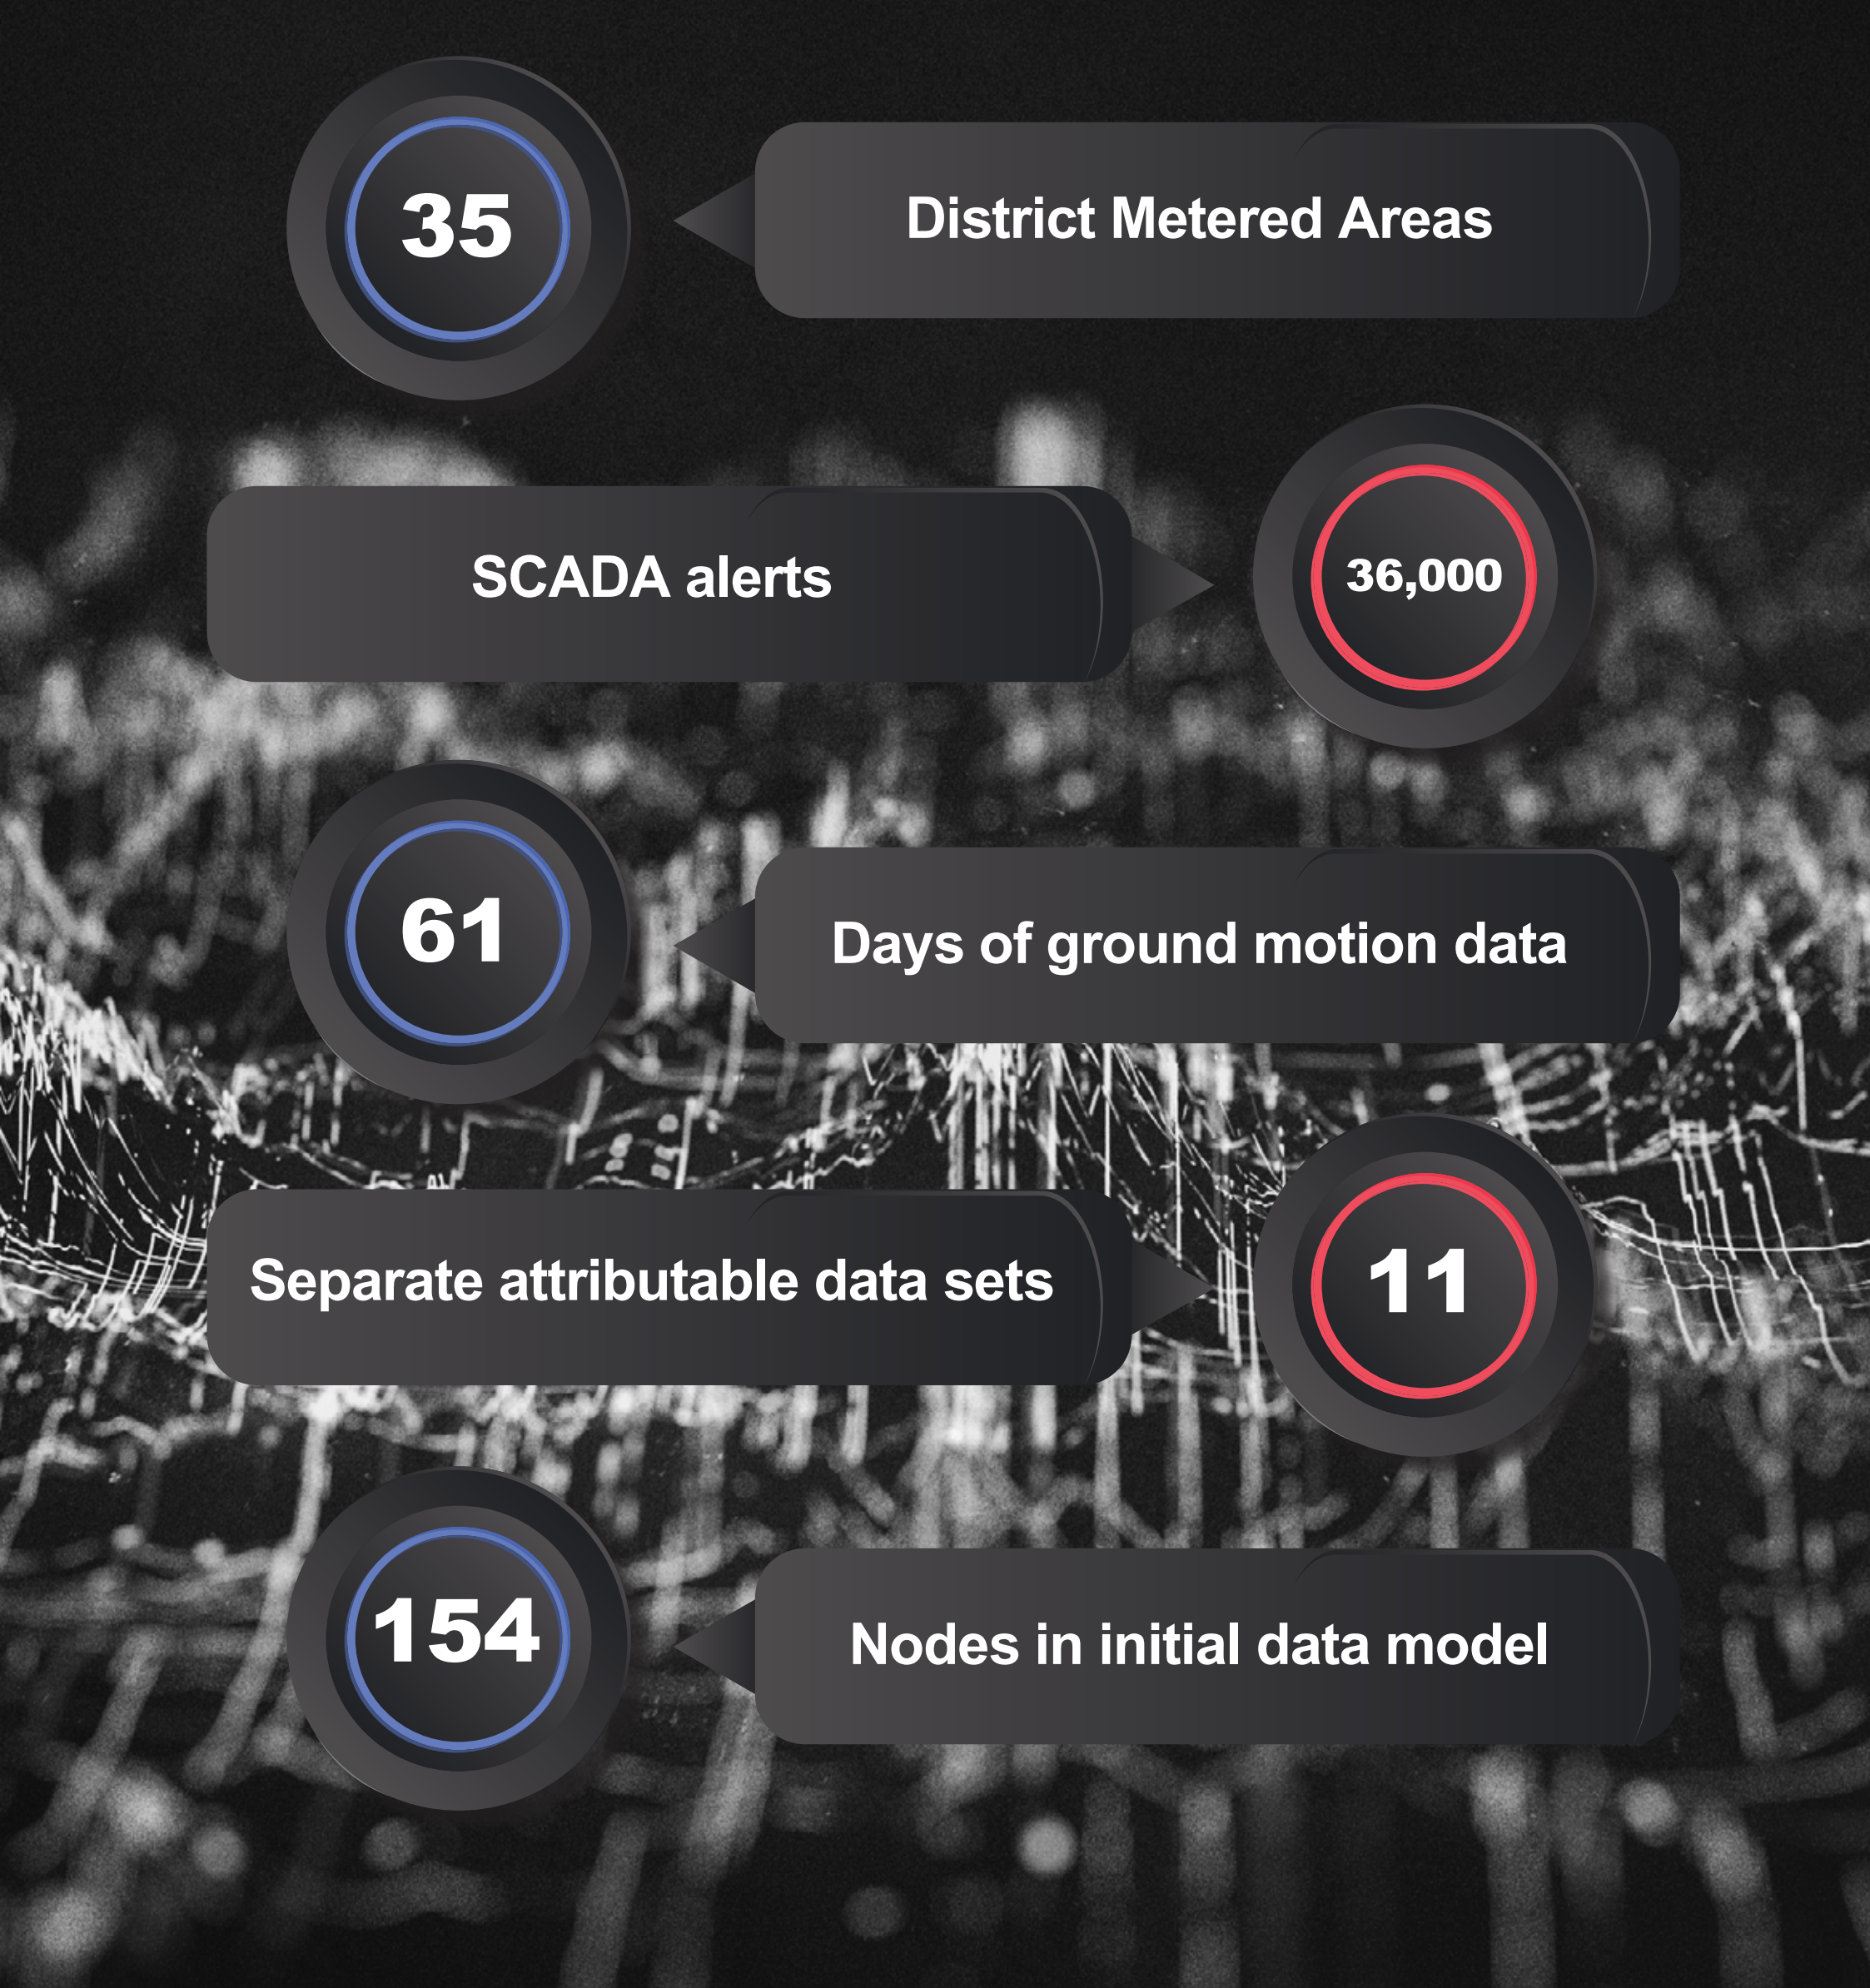 35
District Metered Areas
SCADA alerts
36,000
61
Days of ground motion data
Separate attributable data sets
11
154
Nodes in initial data model